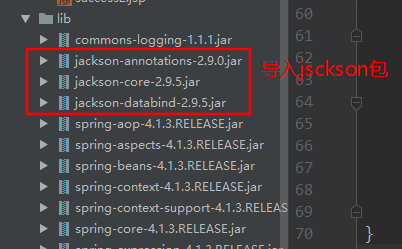 success2.jsp
lib
commons-logging-1.1.1.jar
jackson-annotations-2.9.0.jar
jackson-core-2.9.5.jar
jackson-databind-2.9.5.jar
spring-aop-4.1.3.RELEASE.jar
spring-aspects-4.1.3.RELEASE.jar
spring-beans-4.1.3.RELEASE.jar
spring-context-4.1.3.RELEASE.jar
spring-context-support-4.1.3.RELEAS
spring-core-4.1.3.RELEASE.jar
导入jsckson包
60
61
62
63
64
65
66
67
68
69
70 }